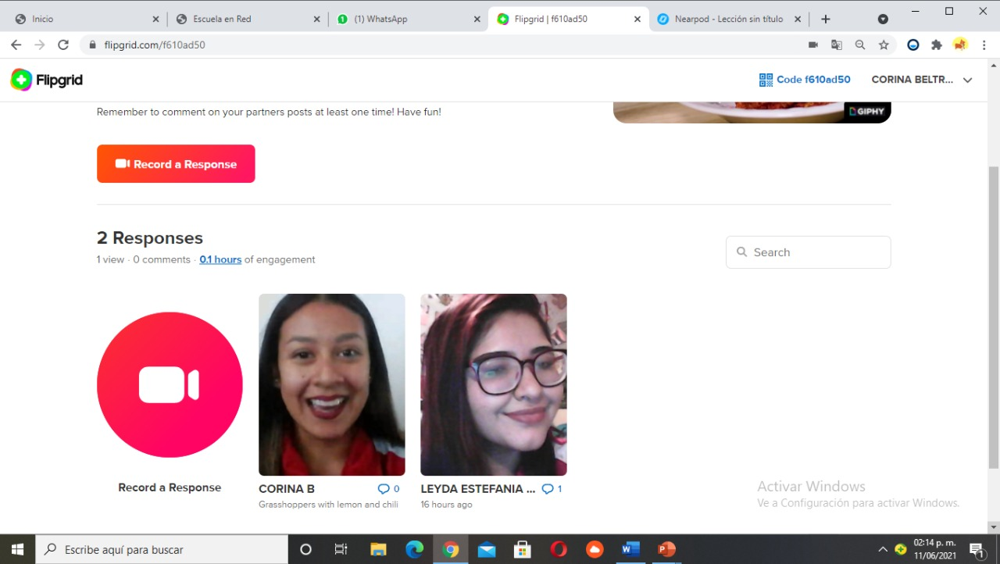 Inicio
Escuela en Red
(1) WhatsApp
Flipgrid | f610ad50
Nearpod - Lección sin título
flipgrid.com/f610ad50
Flipgrid
Code f610ad50
CORINA BELTR...
Remember to comment on your partners posts at least one time! Have fun!
GIPHY
Record a Response
2 Responses
1 view · 0 comments · 0.1 hours of engagement
Search
Record a Response
CORINA B
0
Grasshoppers with lemon and chili
LEYDA ESTEFANIA ...
1
16 hours ago
Activar Windows
Ve a Configuración para activar Windows.
Escribe aquí para buscar
02:14 p. m.
11/06/2021
1